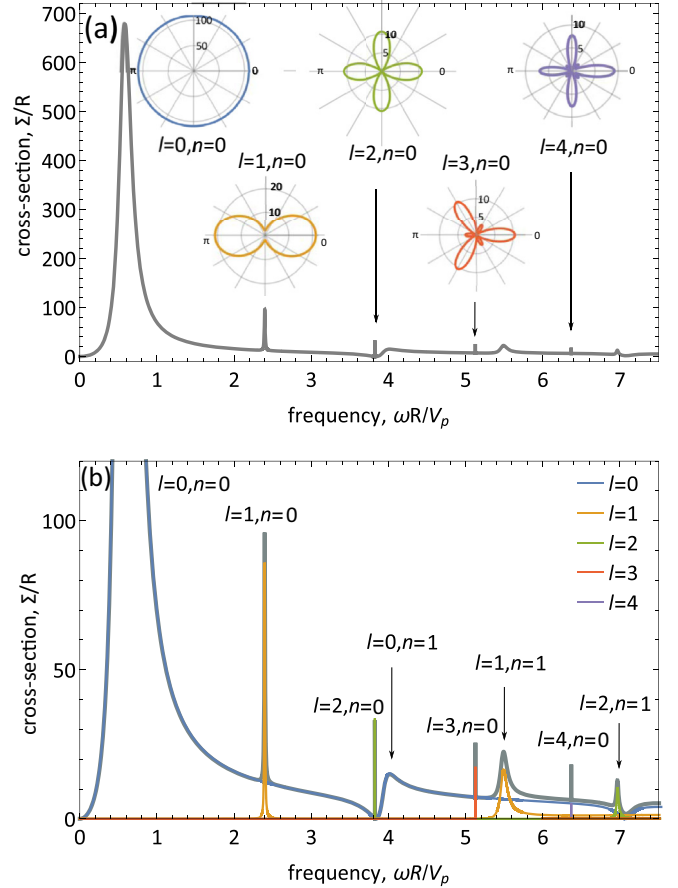 (a)
700
600
500
400
300
200
100
0
cross-section, Σ/R
100
50
π
0
l=0,n=0
20
10
π
0
l=1,n=0
10
5
π
0
l=2,n=0
10
5
π
0
l=3,n=0
10
5
π
0
l=4,n=0
0 1 2 3 4 5 6 7
frequency, ωR/Vp
(b)
100
50
0
cross-section, Σ/R
l=0,n=0
l=1,n=0
l=2,n=0
l=0,n=1
l=3,n=0
l=1,n=1
l=4,n=0
l=2,n=1
l=0
l=1
l=2
l=3
l=4
0 1 2 3 4 5 6 7
frequency, ωR/Vp